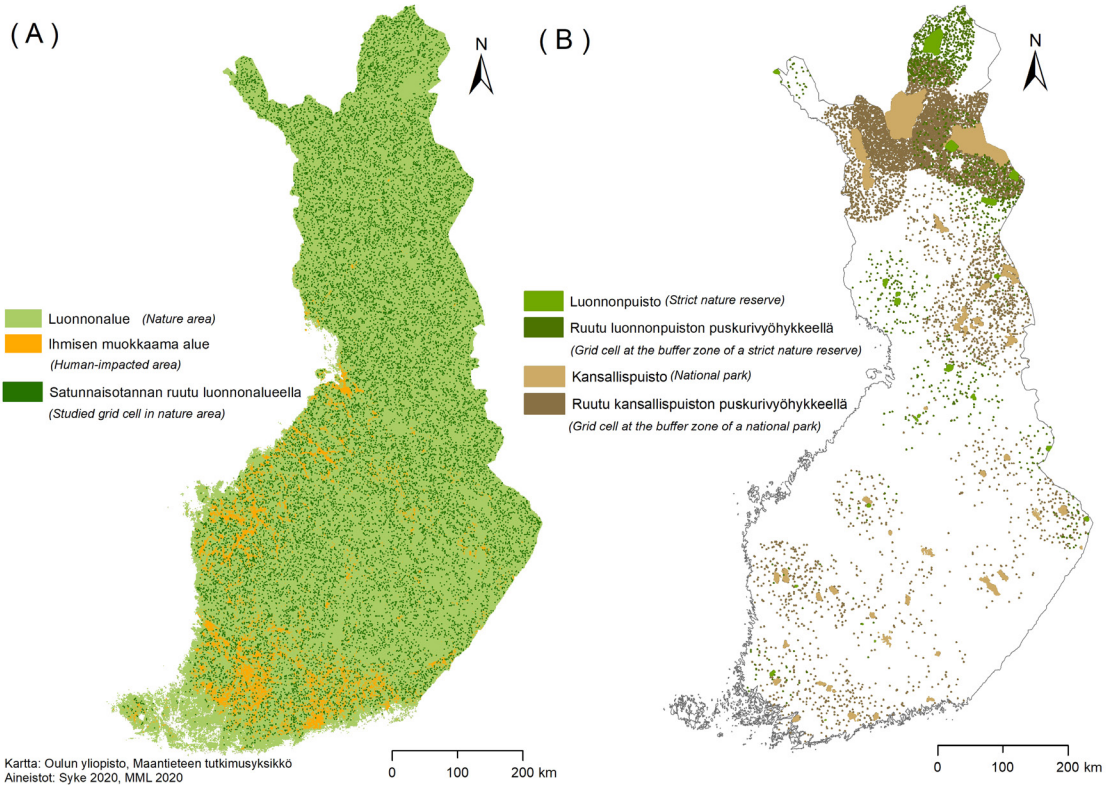 ( A )
N
Luonnonalue (Nature area)
Ihmisen muokkaama alue
(Human-impacted area)
Satunnaisotannan ruutu luonnonalueella
(Studied grid cell in nature area)
Kartta: Oulun yliopisto, Maantieteen tutkimusyksikkö
Aineistot: Syke 2020, MML 2020
0 100 200 km
( B )
N
Luonnonpuisto (Strict nature reserve)
Ruutu luonnonpuiston puskurivyöhykkeellä
(Grid cell at the buffer zone of a strict nature reserve)
Kansallispuisto (National park)
Ruutu kansallispuiston puskurivyöhykkeellä
(Grid cell at the buffer zone of a national park)
0 100 200 km